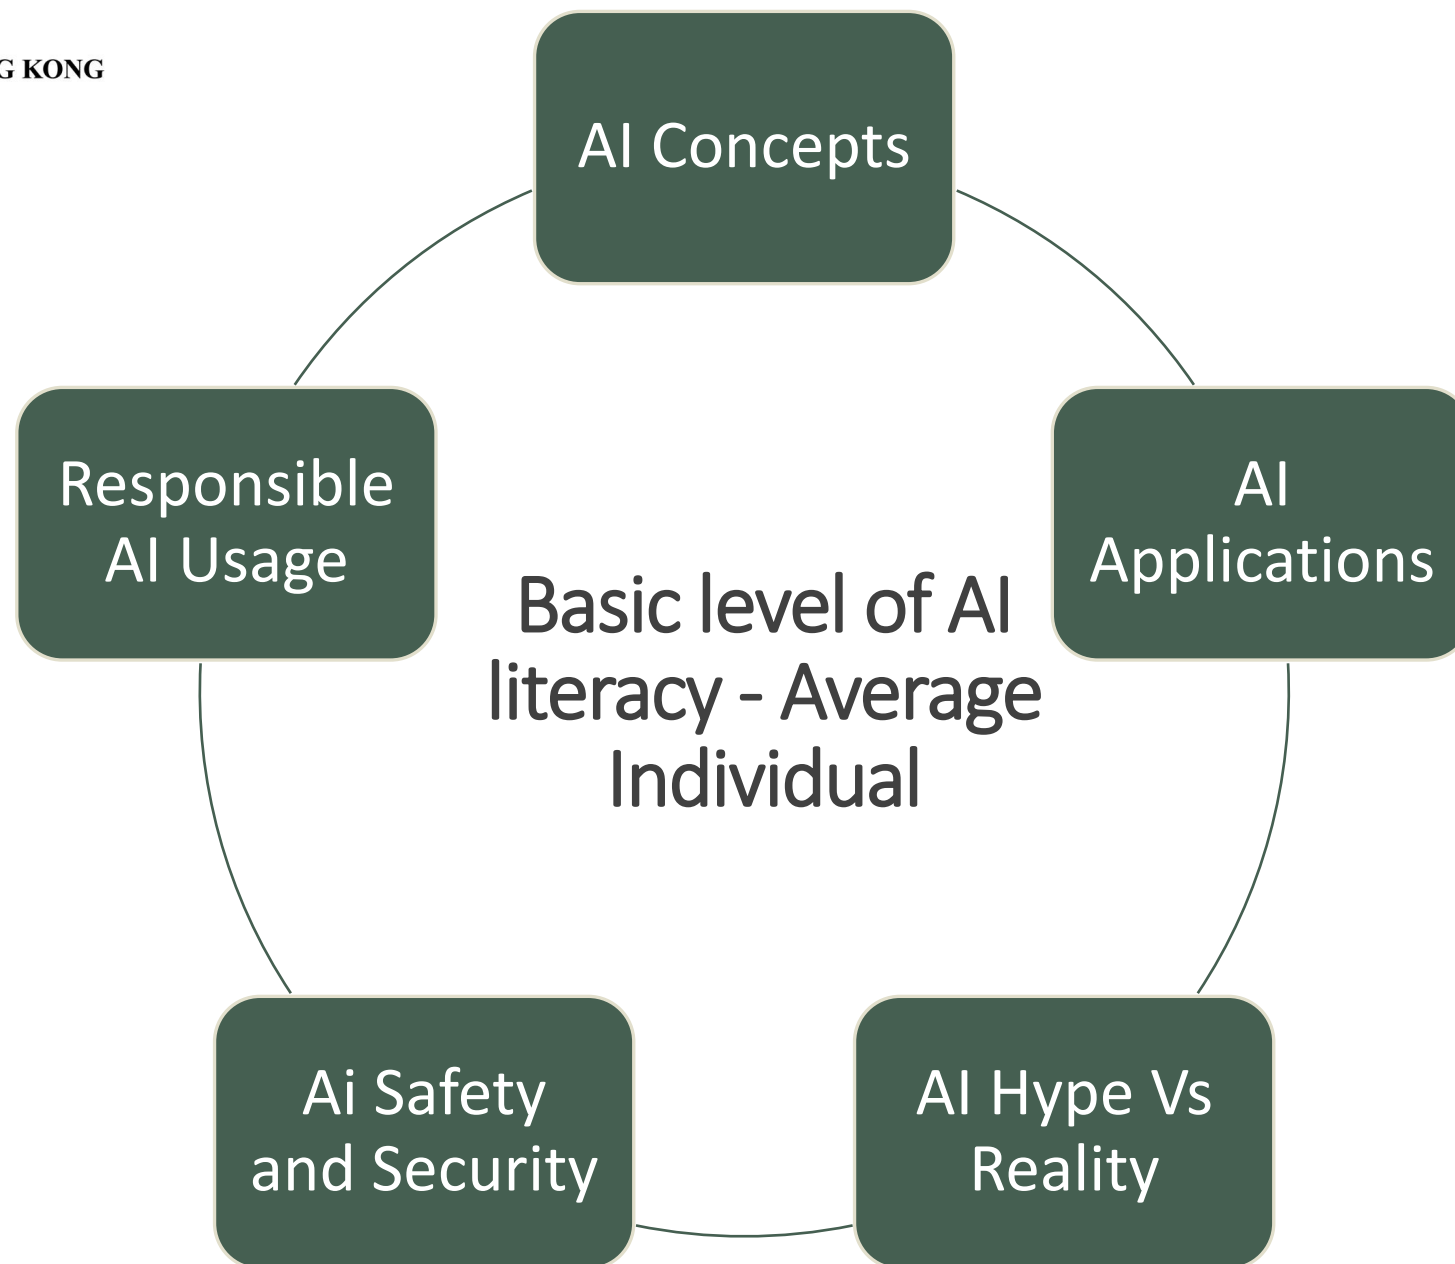 G KONG
AI Concepts
Responsible
AI Usage
AI
Applications
Basic level of AI
literacy - Average
Individual
Ai Safety
and Security
AI Hype Vs
Reality